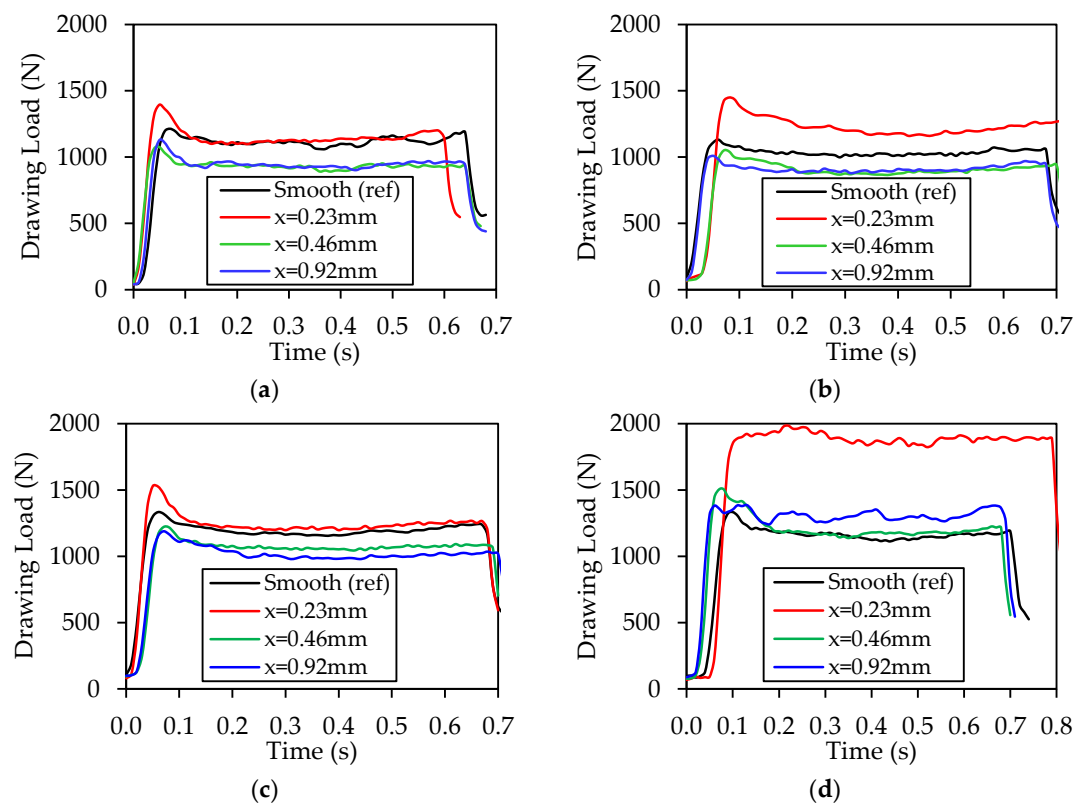 2000
1500
1000
500
0
Drawing Load (N)
Smooth (ref)
x=0.23mm
x=0.46mm
x=0.92mm
0.0 0.1 0.2 0.3 0.4 0.5 0.6 0.7
Time (s)
(a)
2000
1500
1000
500
0
Drawing Load (N)
Smooth (ref)
x=0.23mm
x=0.46mm
x=0.92mm
0.0 0.1 0.2 0.3 0.4 0.5 0.6 0.7
Time (s)
(b)
2000
1500
1000
500
0
Drawing Load (N)
Smooth (ref)
x=0.23mm
x=0.46mm
x=0.92mm
0.0 0.1 0.2 0.3 0.4 0.5 0.6 0.7
Time (s)
(c)
2000
1500
1000
500
0
Drawing Load (N)
Smooth (ref)
x=0.23mm
x=0.46mm
x=0.92mm
0.0 0.1 0.2 0.3 0.4 0.5 0.6 0.7 0.8
Time (s)
(d)